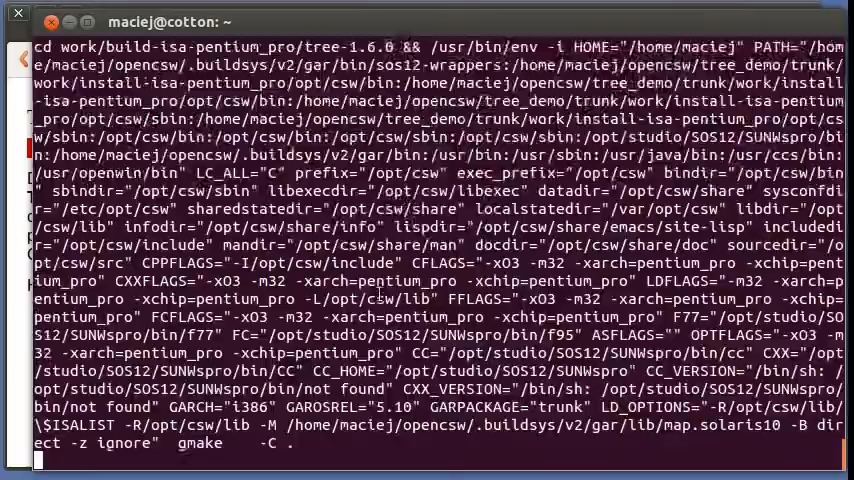 maciej@cotton: ~
cd work/build-isa-pentium_pro/tree-1.6.0 && /usr/bin/env -i HOME="/home/maciej" PATH="/hom
e/maciej/opencsw/.buildsys/v2/gar/bin/sos12-wrappers:/home/maciej/opencsw/tree_demo/trunk/
work/install-isa-pentium_pro/opt/csw/bin:/home/maciej/opencsw/tree_demo/trunk/work/install
-isa-pentium_pro/opt/csw/bin:/home/maciej/opencsw/tree_demo/trunk/work/install-isa-pentium
_pro/opt/csw/sbin:/home/maciej/opencsw/tree_demo/trunk/work/install-isa-pentium_pro/opt/cs
w/sbin:/opt/csw/bin:/opt/csw/bin:/opt/csw/sbin:/opt/csw/sbin:/opt/studio/SOS12/SUNWspro/bi
n:/home/maciej/opencsw/.buildsys/v2/gar/bin:/usr/bin:/usr/sbin:/usr/java/bin:/usr/ccs/bin:
/usr/openwin/bin" LC_ALL="C" prefix="/opt/csw" exec_prefix="/opt/csw" bindir="/opt/csw/bin
" sbindir="/opt/csw/sbin" libexecdir="/opt/csw/libexec" datadir="/opt/csw/share" sysconfdi
r="/etc/opt/csw" sharedstatedir="/opt/csw/share" localstatedir="/var/opt/csw" libdir="/opt
/csw/lib" infodir="/opt/csw/share/info" lispdir="/opt/csw/share/emacs/site-lisp" includedi
r="/opt/csw/include" mandir="/opt/csw/share/man" docdir="/opt/csw/share/doc" sourcedir="/o
pt/csw/src" CPPFLAGS="-I/opt/csw/include" CFLAGS="-xO3 -m32 -xarch=pentium_pro -xchip=pent
ium_pro" CXXFLAGS="-xO3 -m32 -xarch=pentium_pro -xchip=pentium_pro" LDFLAGS="-m32 -xarch=p
entium_pro -xchip=pentium_pro -L/opt/csw/lib" FFLAGS="-xO3 -m32 -xarch=pentium_pro -xchip=
pentium_pro" FCFLAGS="-xO3 -m32 -xarch=pentium_pro -xchip=pentium_pro" F77="/opt/studio/SO
S12/SUNWspro/bin/f77" FC="/opt/studio/SOS12/SUNWspro/bin/f95" ASFLAGS="" OPTFLAGS="-xO3 -m
32 -xarch=pentium_pro -xchip=pentium_pro" CC="/opt/studio/SOS12/SUNWspro/bin/cc" CXX="/opt
/studio/SOS12/SUNWspro/bin/CC" CC_HOME="/opt/studio/SOS12/SUNWspro" CC_VERSION="/bin/sh: /
opt/studio/SOS12/SUNWspro/bin/not found" CXX_VERSION="/bin/sh: /opt/studio/SOS12/SUNWspro/
bin/not found" GARCH="i386" GAROSREL="5.10" GARPACKAGE="trunk" LD_OPTIONS="-R/opt/csw/lib/
\$ISALIST -R/opt/csw/lib -M /home/maciej/opencsw/.buildsys/v2/gar/lib/map.solaris10 -B dir
ect -z ignore"  gmake     -C .